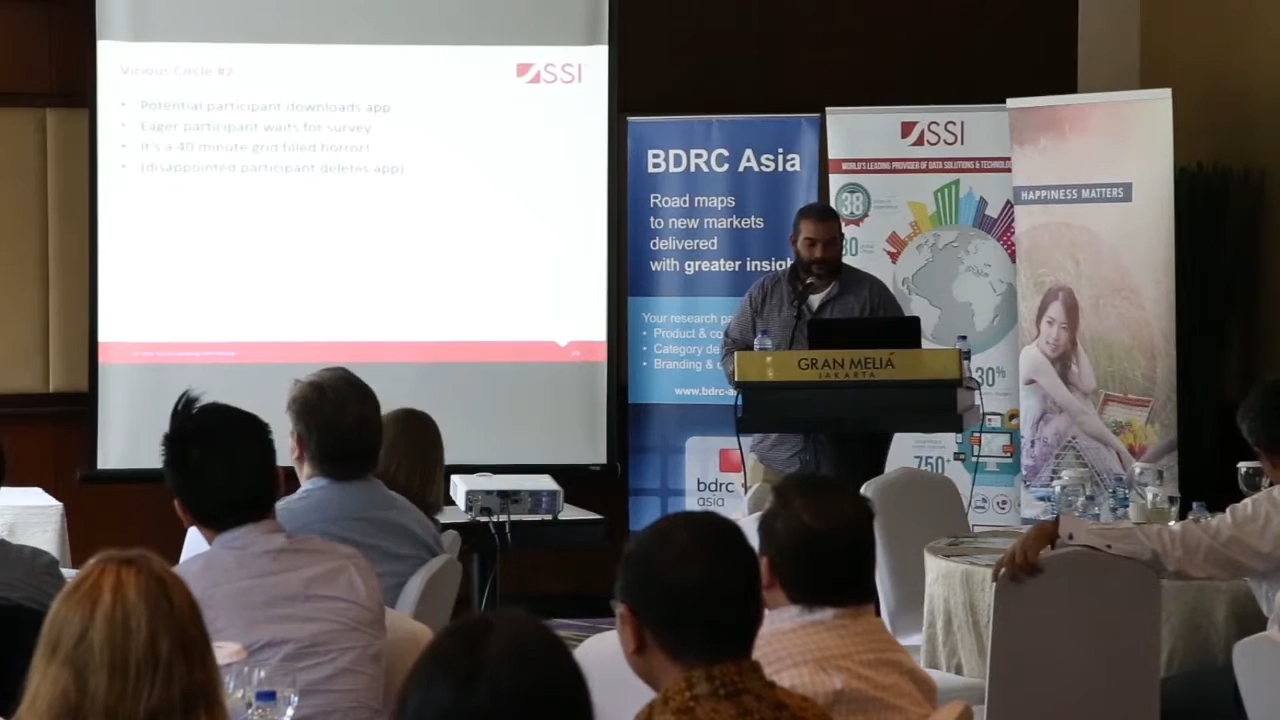 Vicious Circle #2
SSI
• Potential participant downloads app
• Eager participant waits for survey
• It's a 40 minute grid filled horror!
• (disappointed participant deletes app)
BDRC Asia
Road maps
to new markets
delivered
with greater insigh
Your research pa
• Product & co
• Category de
• Branding &
www.bdrc-as
bdrc
asia
SSI
WORLD'S LEADING PROVIDER OF DATA SOLUTIONS & TECHNOLOG
38
30
30%
750+
HAPPINESS MATTERS
GRAN MELIÁ
JAKARTA